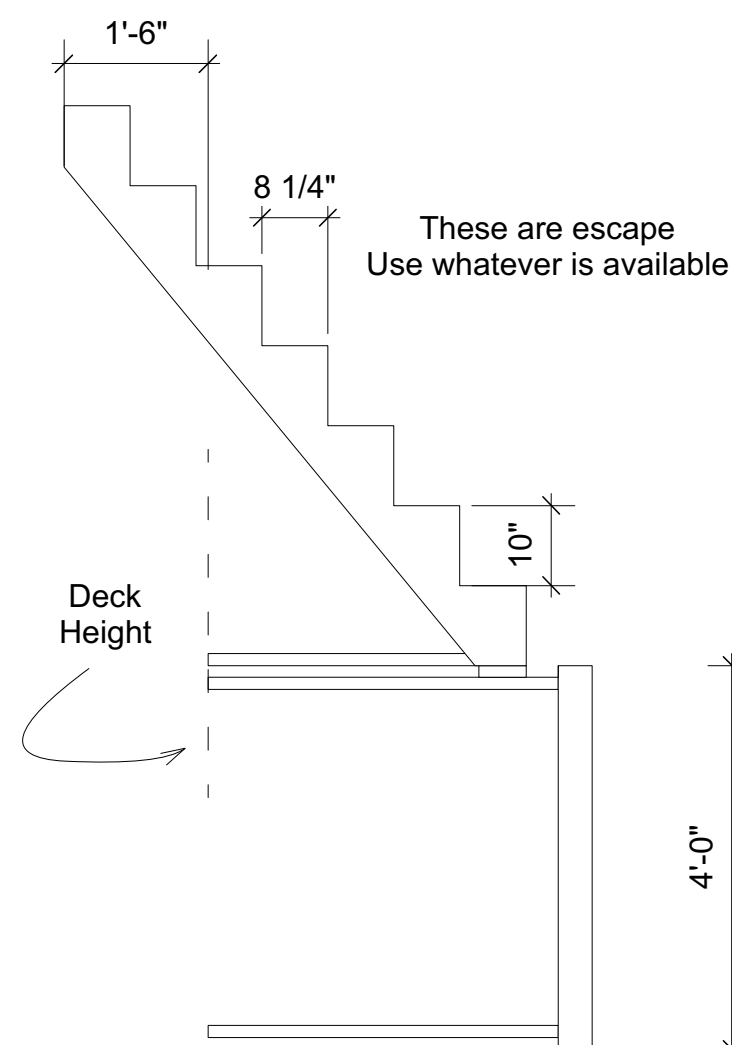 1'-6"
8 1/4"
These are escape
Use whatever is available
10"
Deck
Height
4'-0"